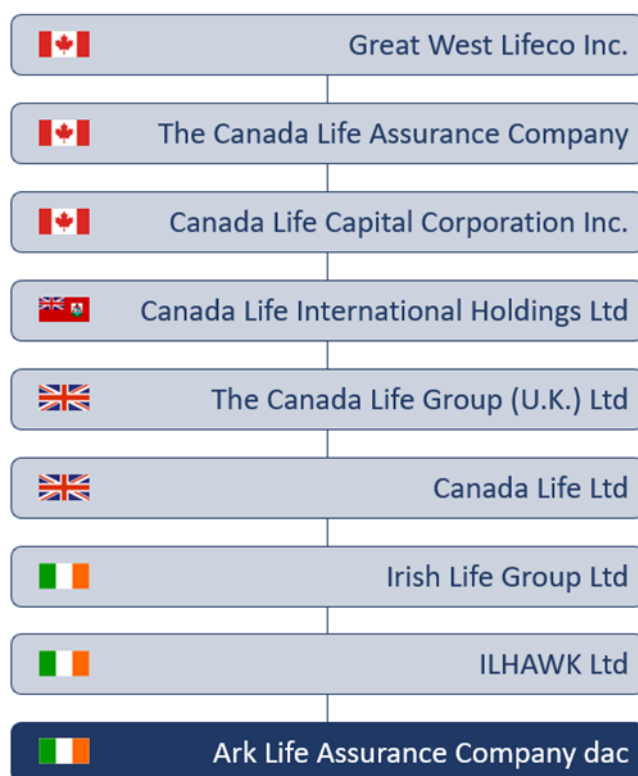 Great West Lifeco Inc.
The Canada Life Assurance Company
Canada Life Capital Corporation Inc.
Canada Life International Holdings Ltd
The Canada Life Group (U.K.) Ltd
Canada Life Ltd
Irish Life Group Ltd
ILHAWK Ltd
Ark Life Assurance Company dac